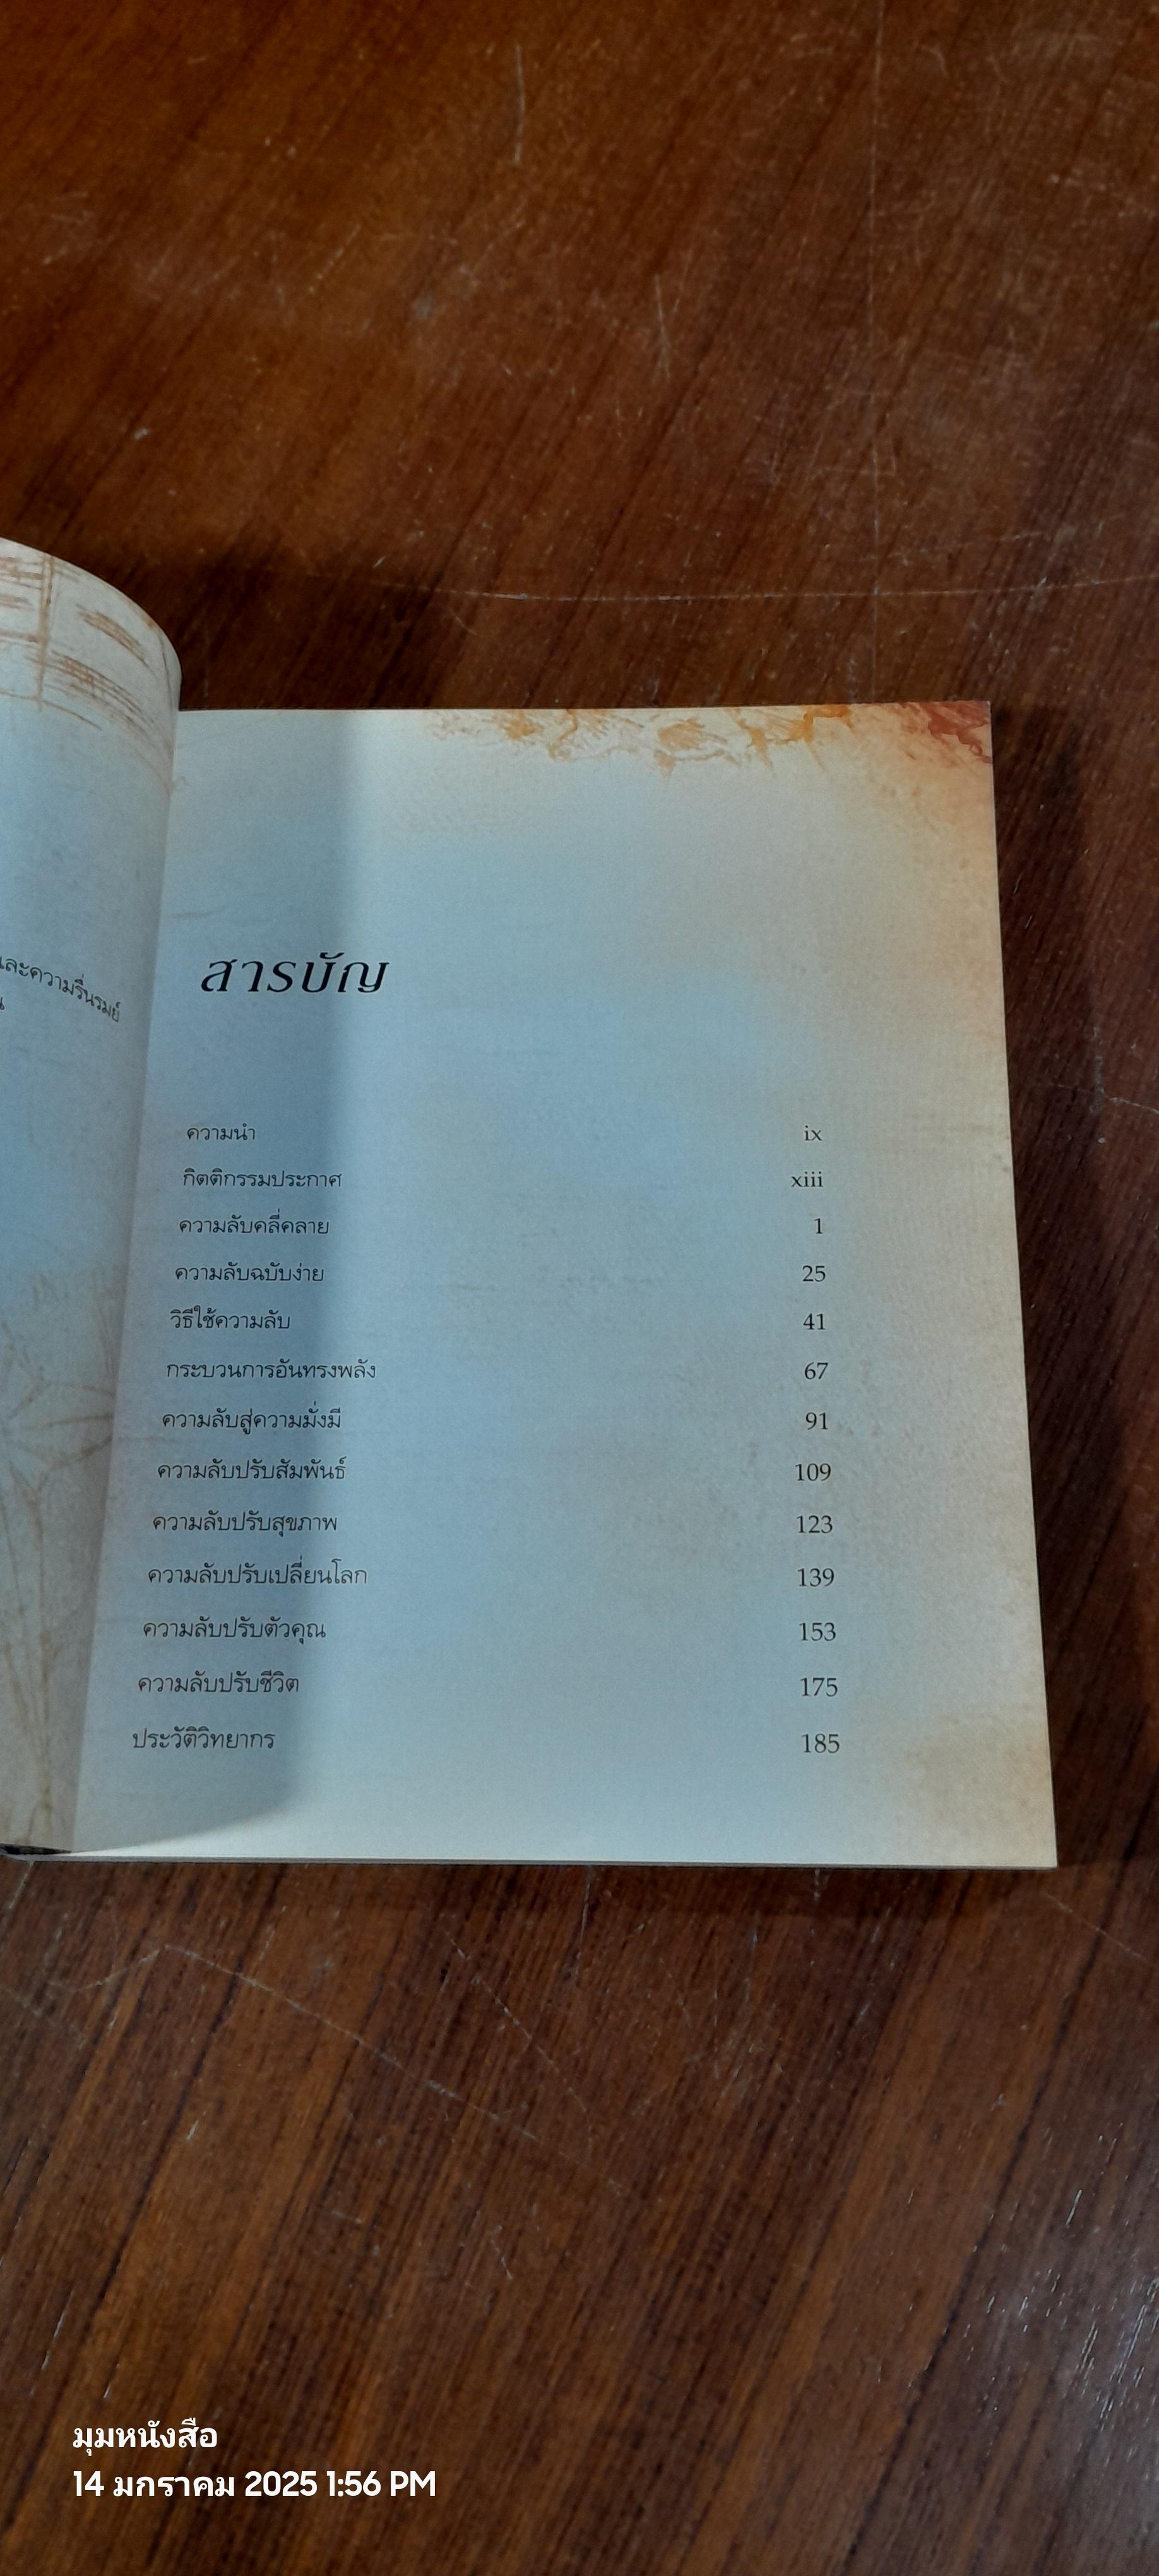 และความรื่นรมย์
สารบัญ
ความนำ ix
กิตติกรรมประกาศ xiii
ความลับคลี่คลาย 1
ความลับฉบับง่าย 25
วิธีใช้ความลับ 41
กระบวนการอันทรงพลัง 67
ความลับสู่ความมั่งมี 91
ความลับปรับสัมพันธ์ 109
ความลับปรับสุขภาพ 123
ความลับปรับเปลี่ยนโลก 139
ความลับปรับตัวคุณ 153
ความลับปรับชีวิต 175
ประวัติวิทยากร 185
มุมหนังสือ
14 มกราคม 2025 1:56 PM